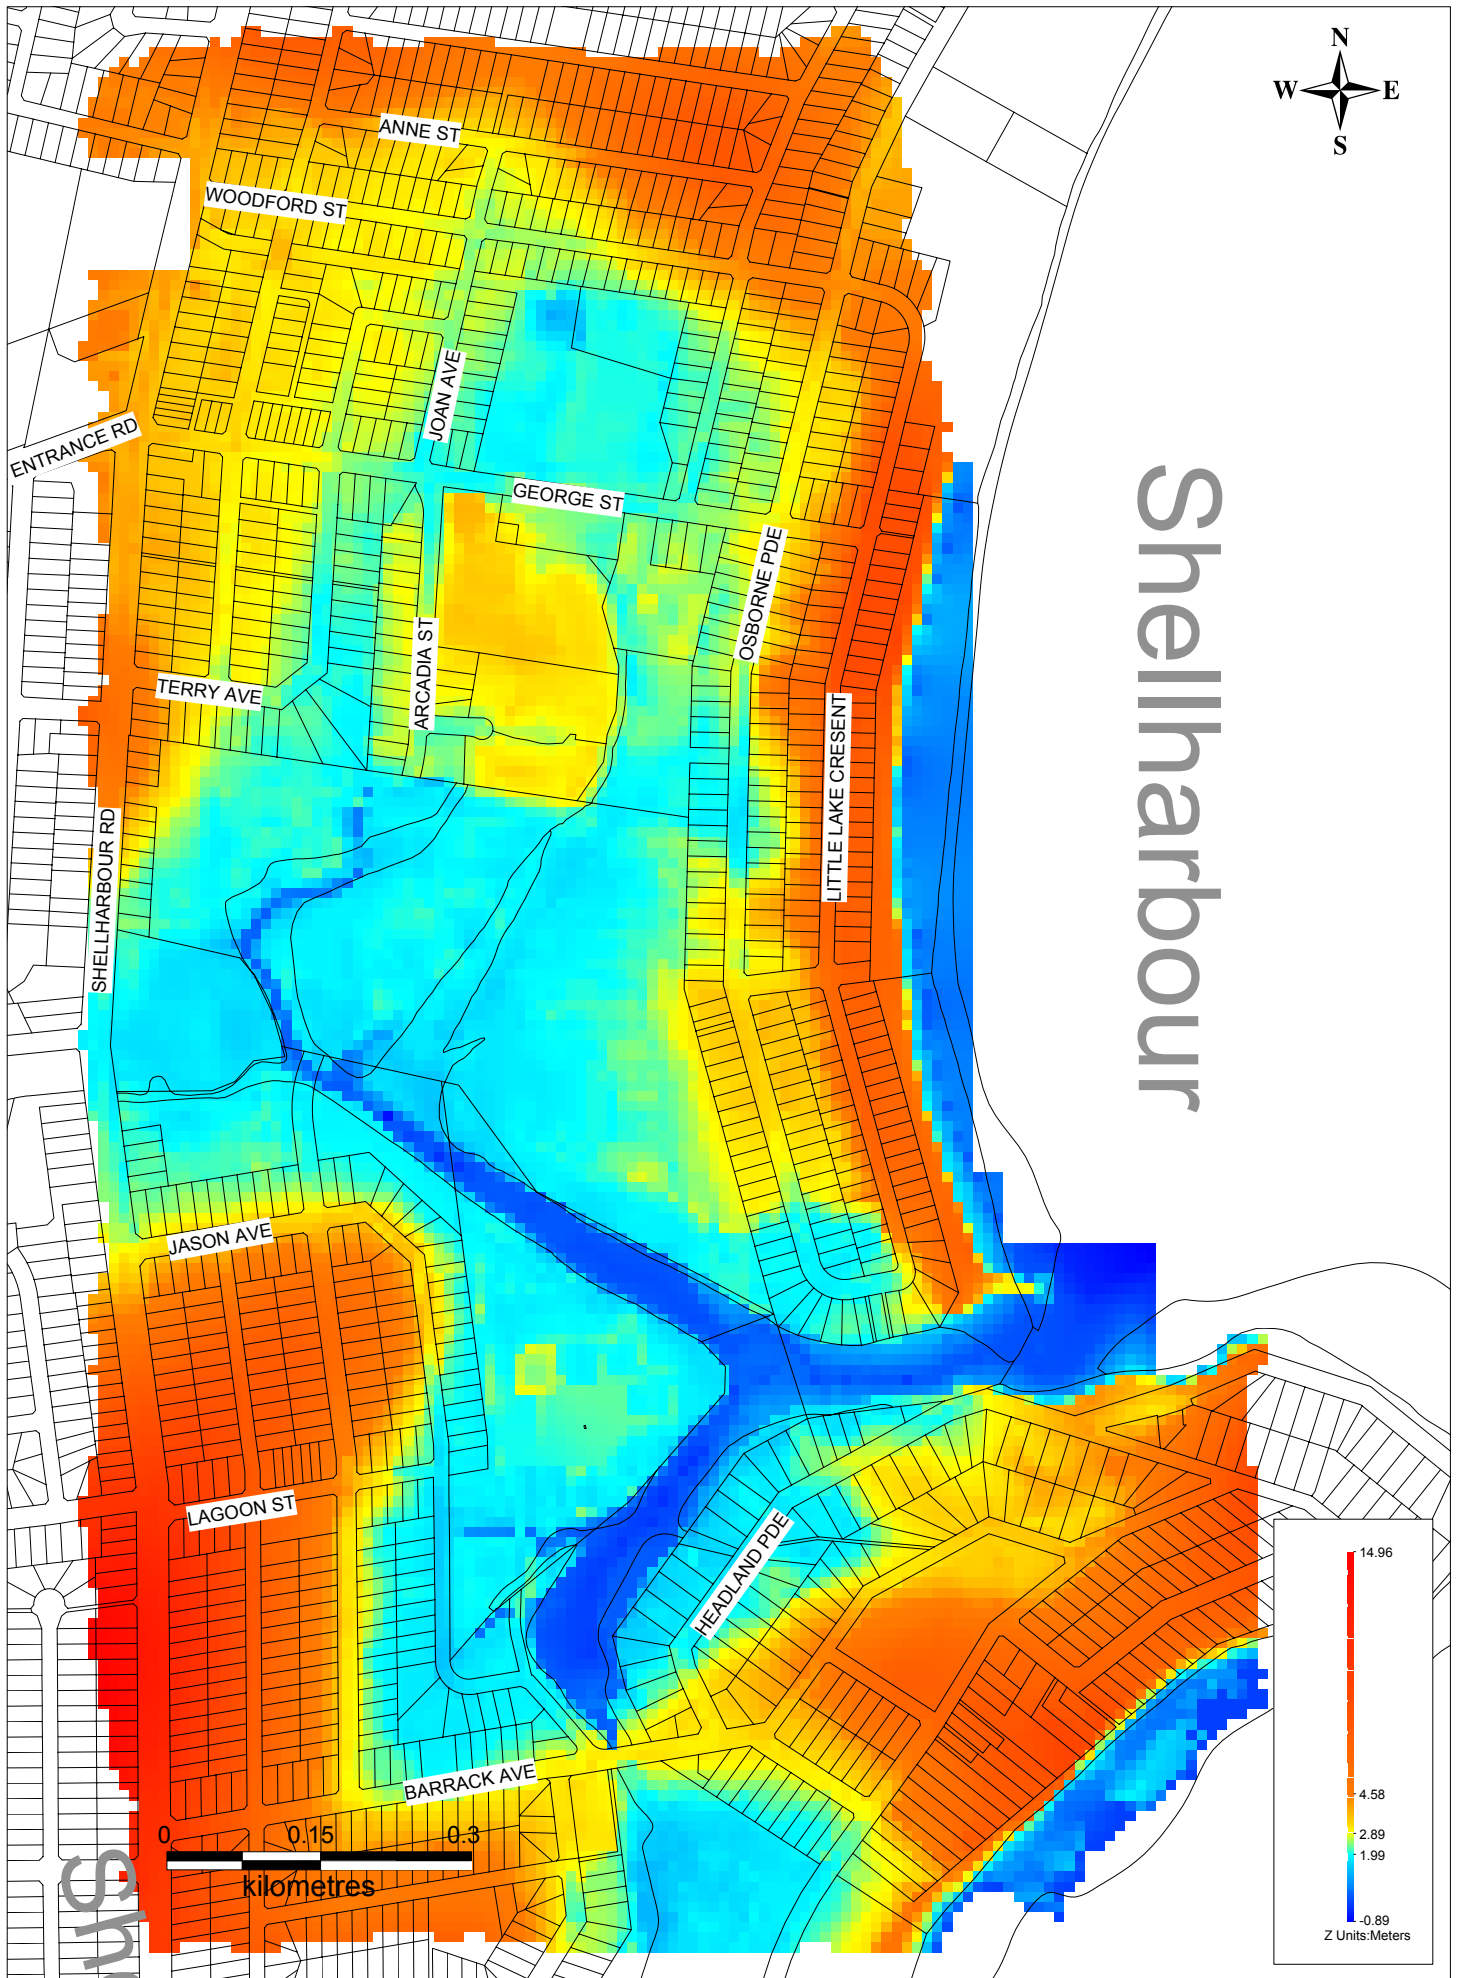 N
W E
S
ANNE ST
WOODFORD ST
JOAN AVE
ENTRANCE RD
GEORGE ST
OSBORNE PDE
Shellharbour
ARCADIA ST
TERRY AVE
LITTLE LAKE CRESENT
SHELLHARBOUR RD
JASON AVE
LAGOON ST
HEADLAND PDE
BARRACK AVE
14.96
4.58
2.89
1.99
-0.89
Z Units:Meters
0 0.15 0.3
kilometres